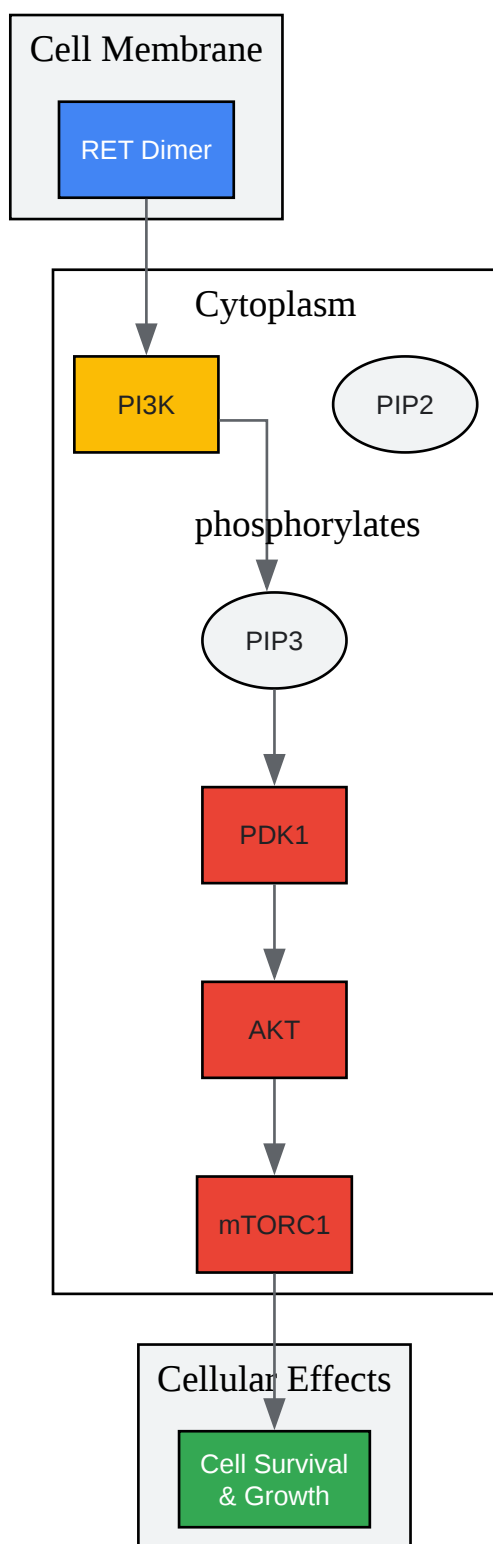 Cell Membrane
RET Dimer
Cytoplasm
PI3K
PIP2
phosphorylates
PIP3
PDK1
AKT
mTORC1
Cellular Effects
Cell Survival
& Growth